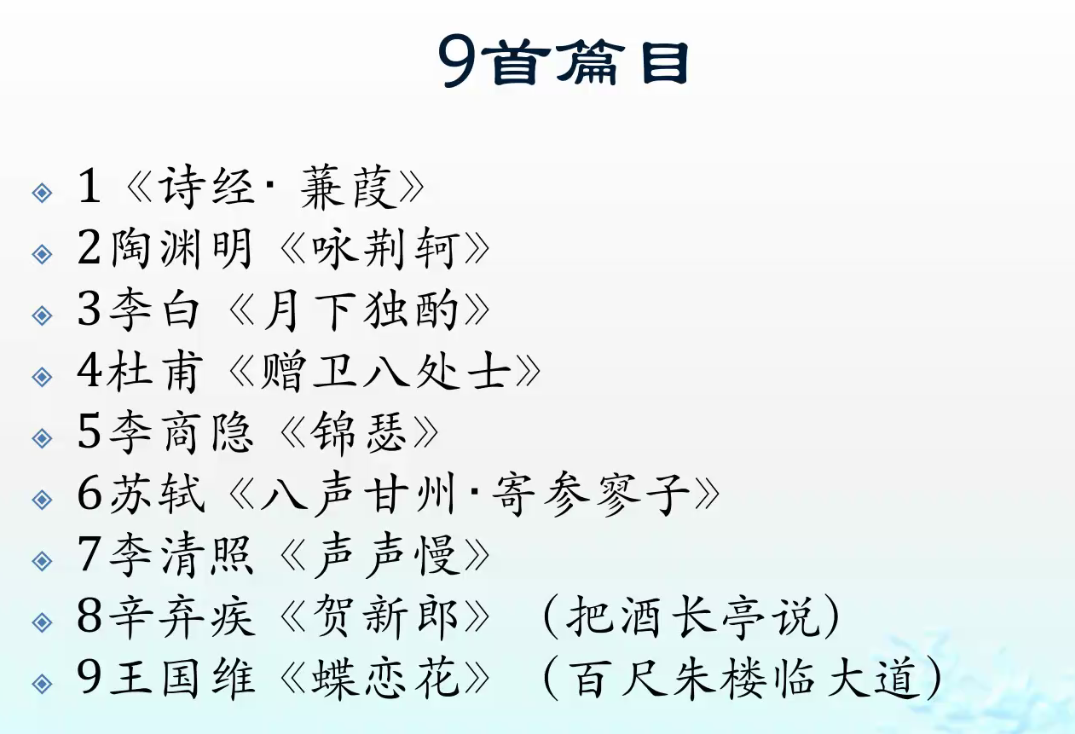 9首篇目
1《诗经· 蒹葭》
2陶渊明《咏荆轲》
3李白《月下独酌》
4杜甫《赠卫八处士》
5李商隐《锦瑟》
6苏轼《八声甘州·寄参寥子》
7李清照《声声慢》
8辛弃疾《贺新郎》（把酒长亭说）
9王国维《蝶恋花》（百尺朱楼临大道）